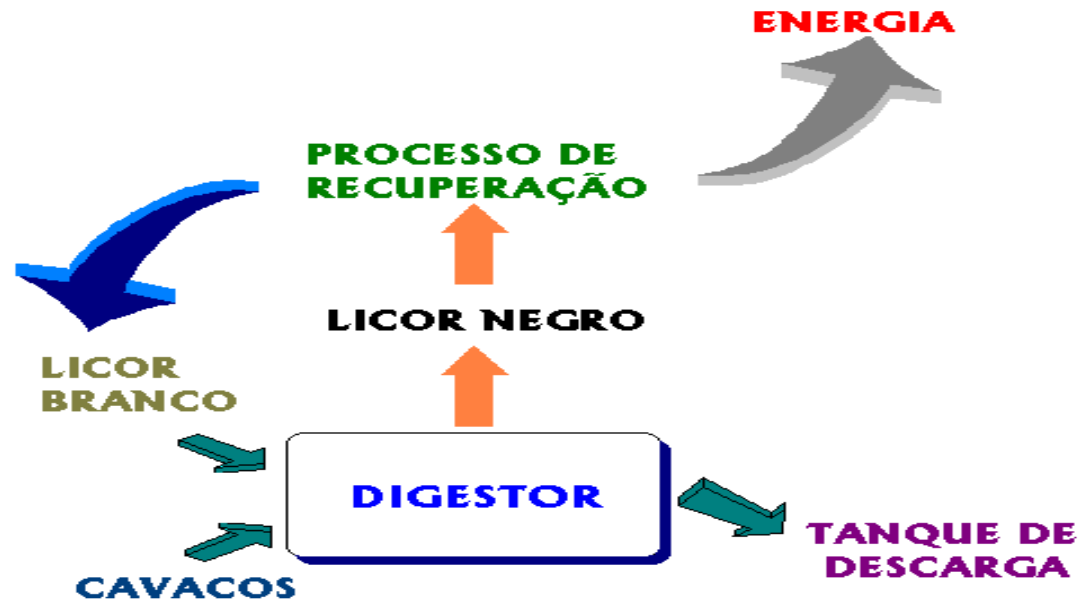 ENERGIA
PROCESSO DE
RECUPERAÇÃO
LICOR NEGRO
LICOR
BRANCO
DIGESTOR
TANQUE DE
DESCARGA
CAVACOS